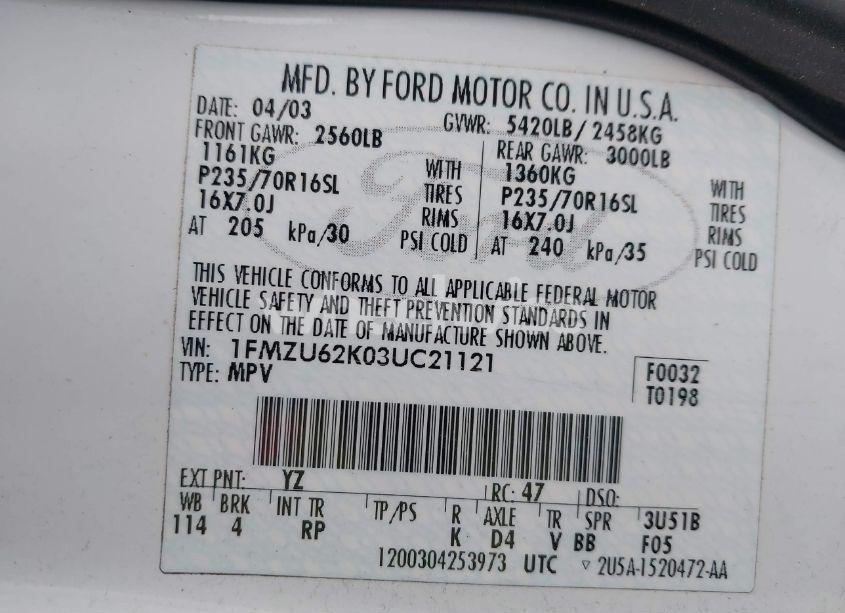 MFD. BY FORD MOTOR CO. IN U.S.A.
DATE: 04/03 GVWR: 5420LB / 2458KG
FRONT GAWR: 2560LB REAR GAWR: 3000LB
1161KG WITH 1360KG WITH
P235/70R16SL TIRES P235/70R16SL TIRES
16X7.0J RIMS 16X7.0J RIMS
AT 205 kPa/30 PSI COLD AT 240 kPa/35 PSI COLD
Ford
THIS VEHICLE CONFORMS TO ALL APPLICABLE FEDERAL MOTOR
VEHICLE SAFETY AND THEFT PREVENTION STANDARDS IN
EFFECT ON THE DATE OF MANUFACTURE SHOWN ABOVE.
VIN: 1FMZU62K03UC21121
TYPE: MPV
F0032
T0198
EXT PNT: YZ RC: 47 DSO:
WB BRK INT TR TP/PS R AXLE TR SPR 3U51B
114 4 RP K D4 V BB F05
1200304253973 UTC ▽ 2U5A-1520472-AA